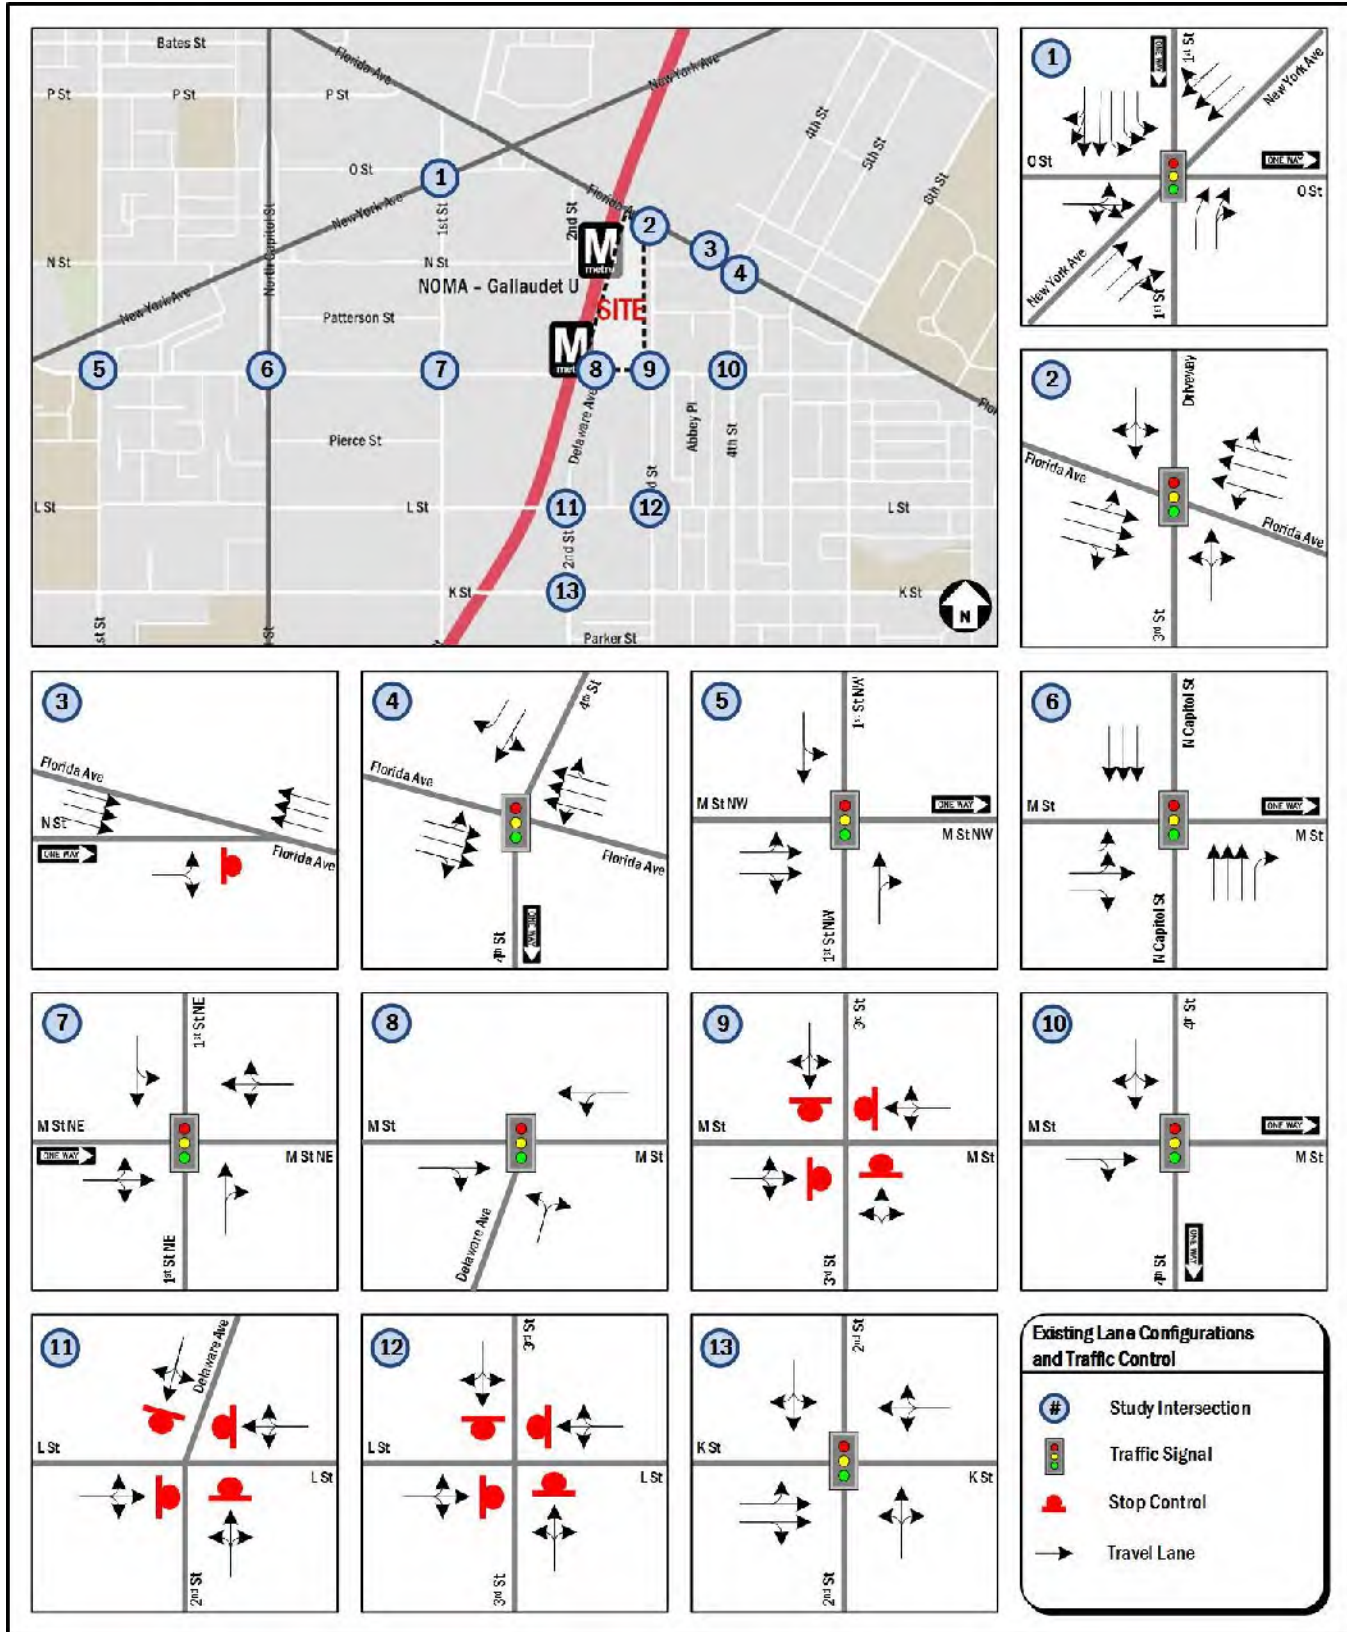 Bates St
Florida Ave
New York Ave
P St
P St
P St
4th St
5th St
6th St
O St
1
New York Ave
1st St
2nd St
Florida Ave
2
3
4
North Capitol St
N St
N St
M
metro
NOMA - Gallaudet U
SITE
New York Ave
Patterson St
M
5
6
7
8
9
10
Delaware Ave
Abbey Pl
4th St
Pierce St
L St
L St
11
12
L St
2nd St
13
K St
K St
Parker St
N
1
ONE WAY
1st St
New York Ave
O St
ONE WAY
O St
New York Ave
1st St
2
Driveway
Florida Ave
Florida Ave
3rd St
3
Florida Ave
N St
ONE WAY
Florida Ave
4
4th St
Florida Ave
Florida Ave
4th St
ONE WAY
5
1st St NW
M St NW
ONE WAY
M St NW
1st St NW
6
N Capitol St
M St
ONE WAY
M St
N Capitol St
7
1st St NE
M St NE
ONE WAY
M St NE
1st St NE
8
M St
M St
Delaware Ave
9
3rd St
M St
M St
3rd St
10
4th St
M St
ONE WAY
M St
4th St
ONE WAY
11
Delaware Ave
L St
L St
2nd St
12
3rd St
L St
L St
3rd St
13
2nd St
K St
K St
2nd St
Existing Lane Configurations
and Traffic Control
# Study Intersection
Traffic Signal
Stop Control
Travel Lane